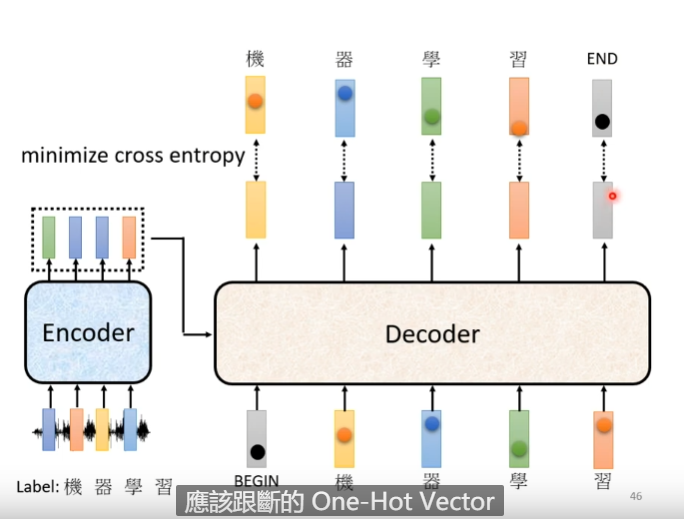 機 器 學 習 END
minimize cross entropy
Encoder
Decoder
BEGIN 機 器 學 習
Label: 機 器 學 習
應該跟斷的 One-Hot Vector
46